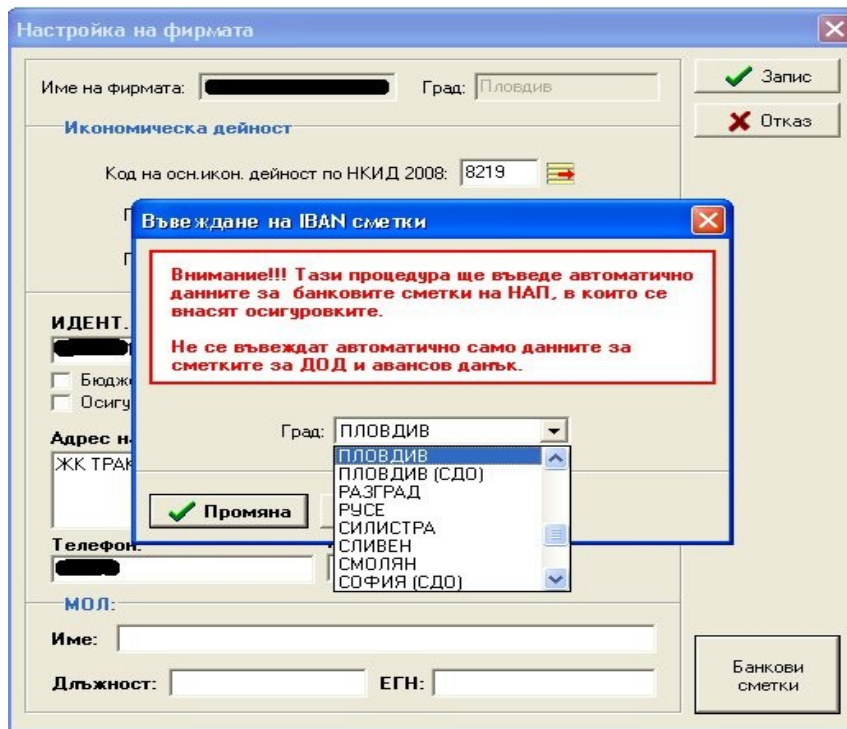 Настройка на фирмата
Име на фирмата:
Град: Пловдив
Запис
Отказ
Икономическа дейност
Код на осн.икон. дейност по НКИД 2008: 8219
Въвеждане на IBAN сметки
Внимание!!! Тази процедура ще въведе автоматично
данните за банковите сметки на НАП, в които се
внасят осигуровките.
Не се въвеждат автоматично само данните за
сметките за ДОД и авансов данък.
Град: ПЛОВДИВ
ПЛОВДИВ
ПЛОВДИВ (СДО)
РАЗГРАД
РУСЕ
СИЛИСТРА
СЛИВЕН
СМОЛЯН
СОФИЯ (СДО)
Промяна
ИДЕНТ.
Адрес
ЖК
Телефон:
МОЛ:
Име:
Длъжност:
ЕГН:
Банкови
сметки